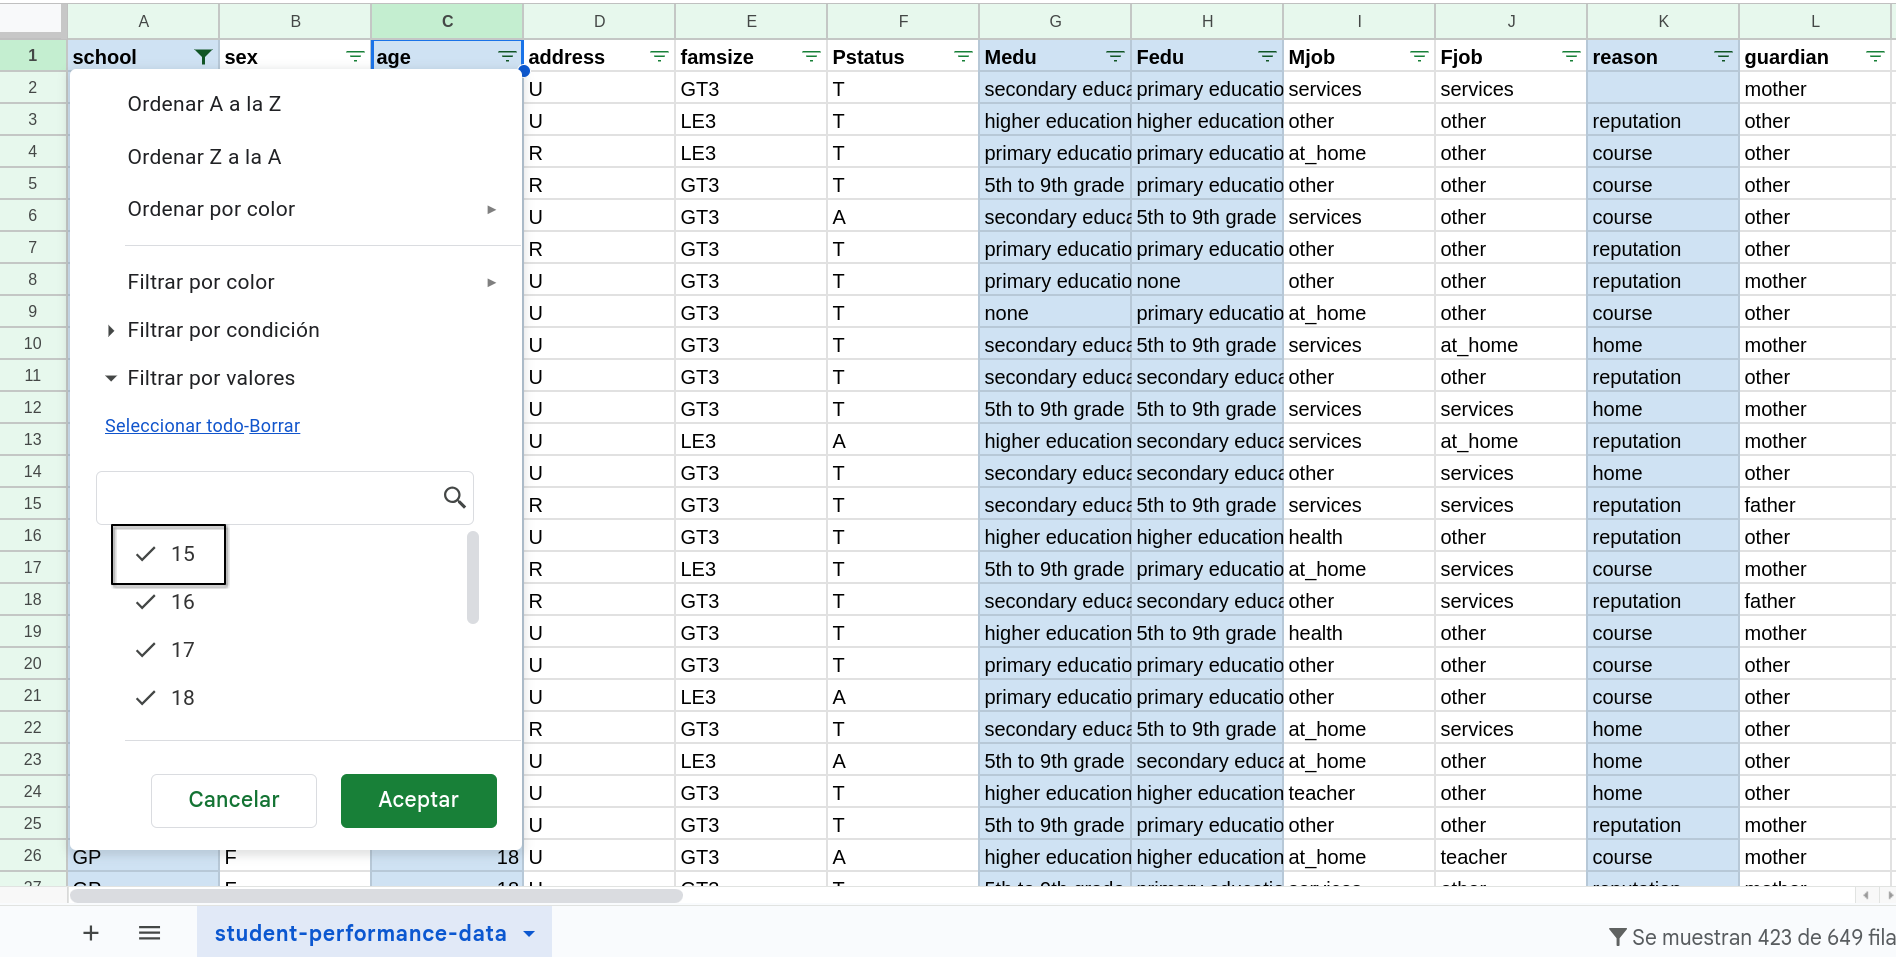 A B C D E F G H I J K L
1 school sex age address famsize Pstatus Medu Fedu Mjob Fjob reason guardian
2 U GT3 T secondary educa primary educatio services services mother
3 U LE3 T higher education higher education other other reputation other
4 R LE3 T primary educatio primary educatio at_home other course other
5 R GT3 T 5th to 9th grade primary educatio other other course other
6 U GT3 A secondary educa 5th to 9th grade services other course other
7 R GT3 T primary educatio primary educatio other other reputation other
8 U GT3 T primary educatio none other other reputation mother
9 U GT3 T none primary educatio at_home other course other
10 U GT3 T secondary educa 5th to 9th grade services at_home home mother
11 U GT3 T secondary educa secondary educa other other reputation other
12 U GT3 T 5th to 9th grade 5th to 9th grade services services home mother
13 U LE3 A higher education secondary educa services at_home reputation mother
14 U GT3 T secondary educa secondary educa other services home other
15 R GT3 T secondary educa 5th to 9th grade services services reputation father
16 U GT3 T higher education higher education health other reputation other
17 R LE3 T 5th to 9th grade primary educatio at_home services course mother
18 R GT3 T secondary educa secondary educa other services reputation father
19 U GT3 T higher education 5th to 9th grade health other course mother
20 U GT3 T primary educatio primary educatio other other course other
21 U LE3 A primary educatio primary educatio other other course other
22 R GT3 T secondary educa 5th to 9th grade at_home services home other
23 U LE3 A 5th to 9th grade secondary educa at_home other home other
24 U GT3 T higher education higher education teacher other home other
25 U GT3 T 5th to 9th grade primary educatio other other reputation mother
26 GP F 18 U GT3 A higher education higher education at_home teacher course mother
27 GP F 18 U GT3 T 5th to 9th grade primary educatio services other reputation mother
Ordenar A a la Z
Ordenar Z a la A
Ordenar por color
Filtrar por color
Filtrar por condición
Filtrar por valores
Seleccionar todo-Borrar
15
16
17
18
Cancelar Aceptar
student-performance-data
Se muestran 423 de 649 fila